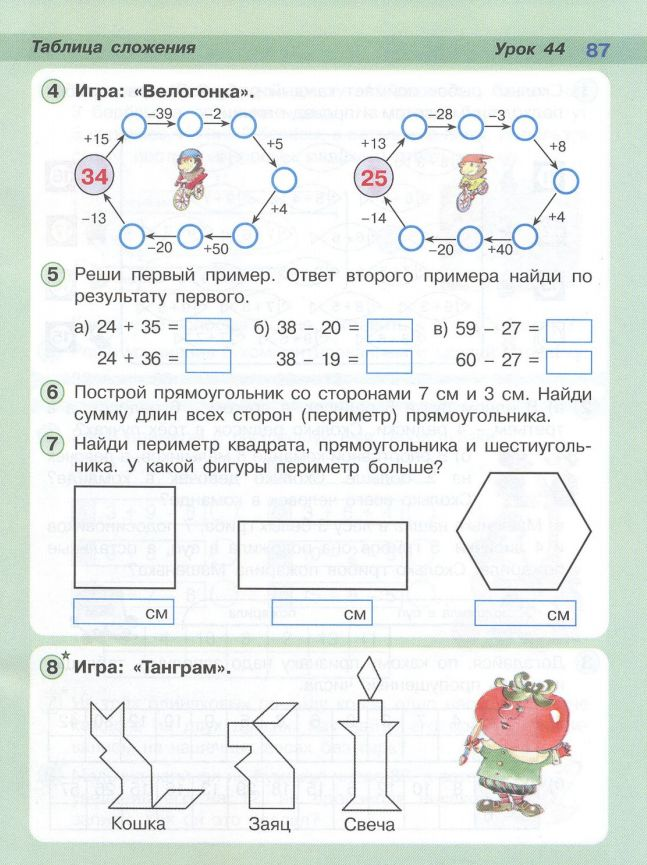 Таблица сложения Урок 44 87
4 Игра: «Велогонка».
−39 −2
+15 +5
34
−13 +4
−20 +50
−28 −3
+13 +8
25
−14 +4
−20 +40
5 Реши первый пример. Ответ второго примера найди по
результату первого.
а) 24 + 35 = б) 38 − 20 = в) 59 − 27 =
24 + 36 = 38 − 19 = 60 − 27 =
6 Построй прямоугольник со сторонами 7 см и 3 см. Найди
сумму длин всех сторон (периметр) прямоугольника.
7 Найди периметр квадрата, прямоугольника и шестиуголь-
ника. У какой фигуры периметр больше?
см см см
8* Игра: «Танграм».
Кошка Заяц Свеча